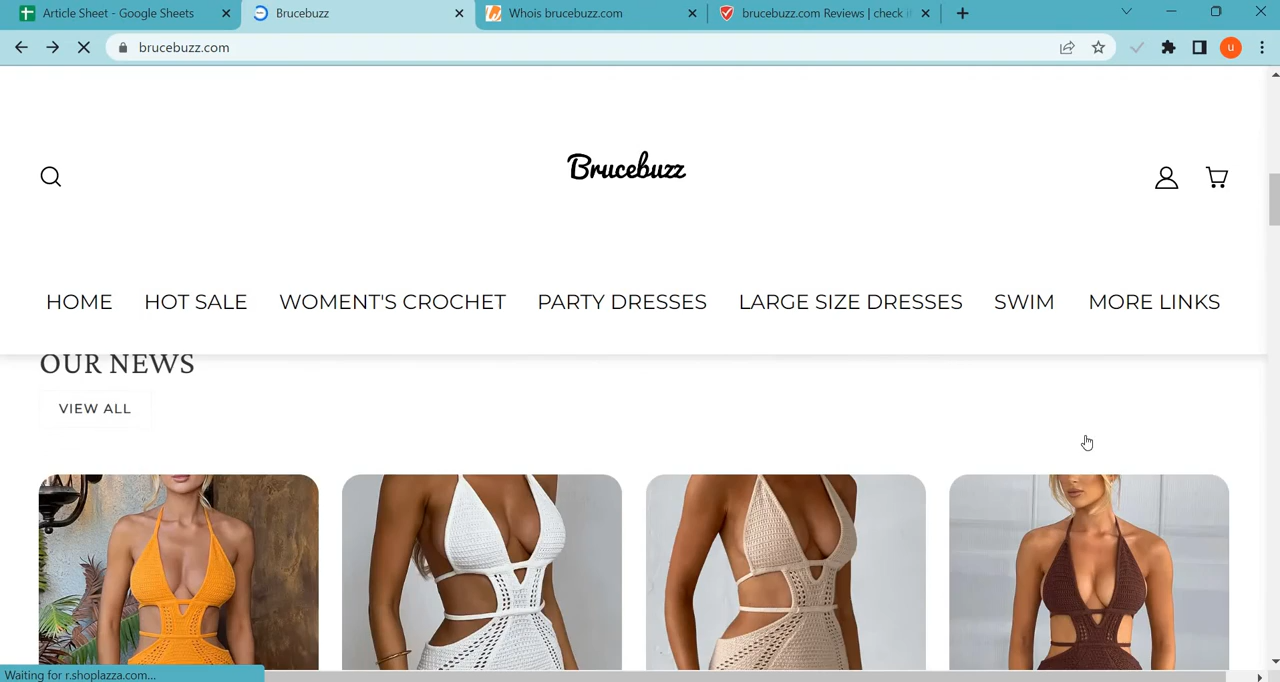 Article Sheet - Google Sheets
Brucebuzz
Whois brucebuzz.com
brucebuzz.com Reviews | check i
brucebuzz.com
u
Brucebuzz
HOME HOT SALE WOMENT'S CROCHET PARTY DRESSES LARGE SIZE DRESSES SWIM MORE LINKS
OUR NEWS
VIEW ALL
Waiting for r.shoplazza.com...